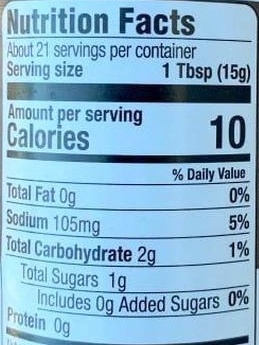 Nutrition Facts
About 21 servings per container
Serving size 1 Tbsp (15g)
Amount per serving
Calories 10
% Daily Value
Total Fat 0g 0%
Sodium 105mg 5%
Total Carbohydrate 2g 1%
Total Sugars 1g
Includes 0g Added Sugars 0%
Protein 0g